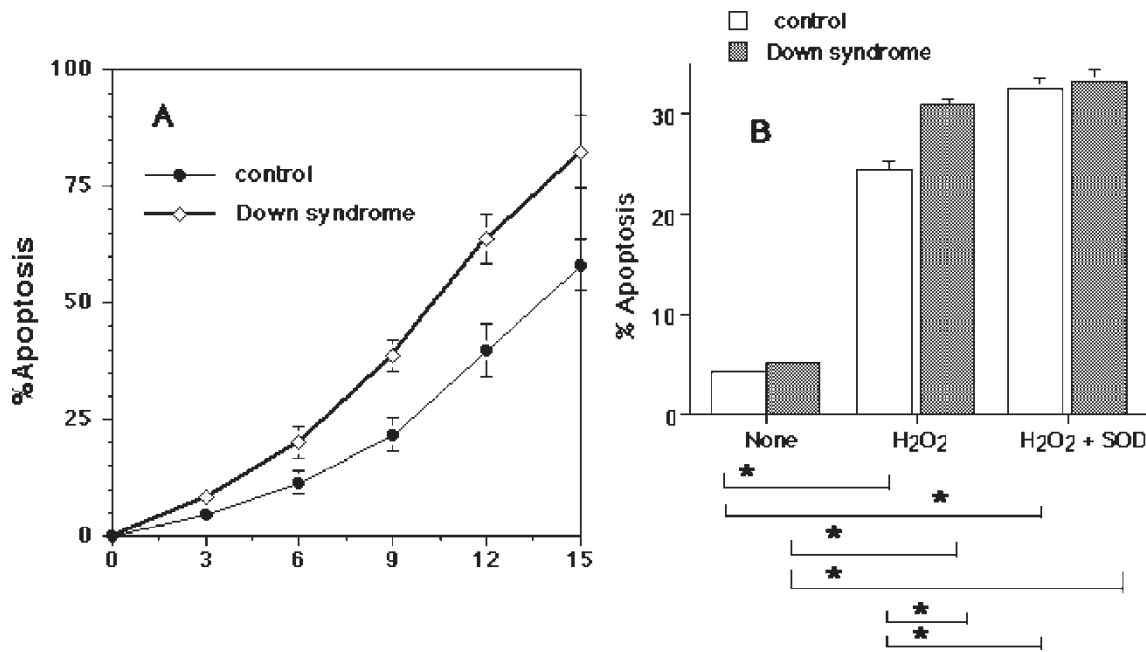 A
control
Down syndrome
%Apoptosis
100
75
50
25
0
0 3 6 9 12 15
control
Down syndrome
B
% Apoptosis
30
20
10
0
None H₂O₂ H₂O₂ + SOD
*
*
*
*
*
*